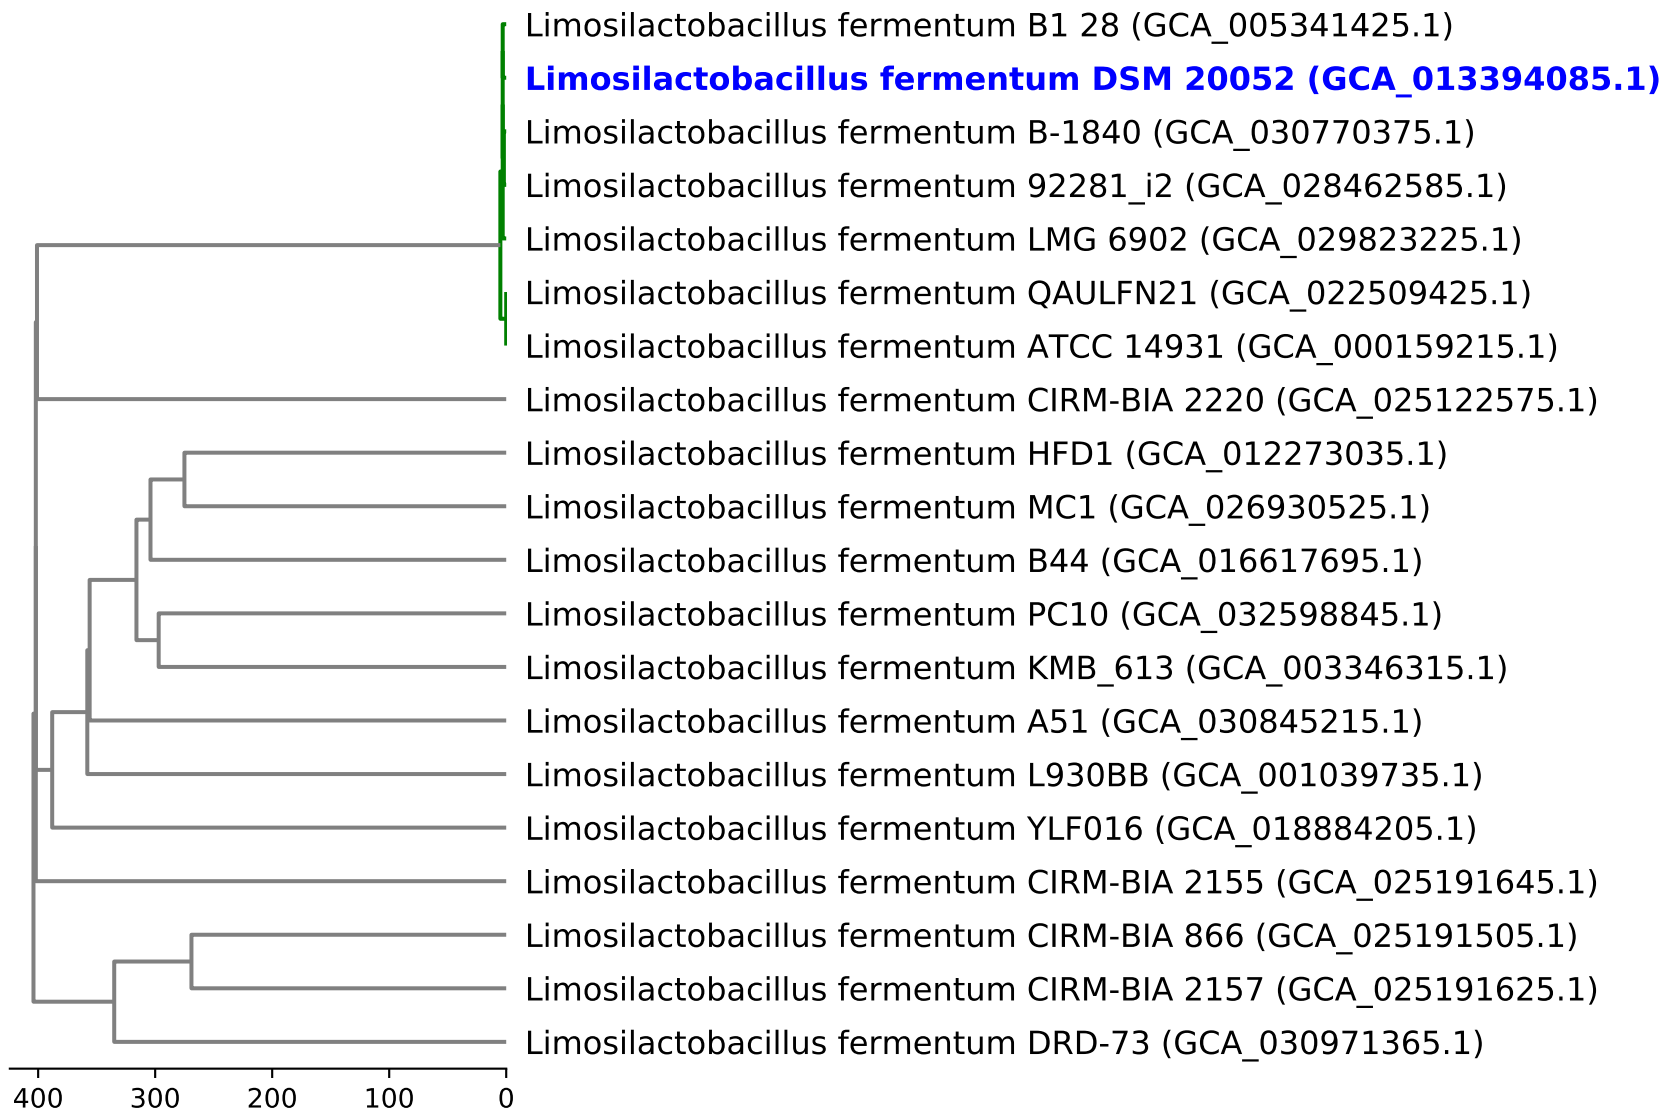 Limosilactobacillus fermentum B1 28 (GCA_005341425.1)
Limosilactobacillus fermentum DSM 20052 (GCA_013394085.1)
Limosilactobacillus fermentum B-1840 (GCA_030770375.1)
Limosilactobacillus fermentum 92281_i2 (GCA_028462585.1)
Limosilactobacillus fermentum LMG 6902 (GCA_029823225.1)
Limosilactobacillus fermentum QAULFN21 (GCA_022509425.1)
Limosilactobacillus fermentum ATCC 14931 (GCA_000159215.1)
Limosilactobacillus fermentum CIRM-BIA 2220 (GCA_025122575.1)
Limosilactobacillus fermentum HFD1 (GCA_012273035.1)
Limosilactobacillus fermentum MC1 (GCA_026930525.1)
Limosilactobacillus fermentum B44 (GCA_016617695.1)
Limosilactobacillus fermentum PC10 (GCA_032598845.1)
Limosilactobacillus fermentum KMB_613 (GCA_003346315.1)
Limosilactobacillus fermentum A51 (GCA_030845215.1)
Limosilactobacillus fermentum L930BB (GCA_001039735.1)
Limosilactobacillus fermentum YLF016 (GCA_018884205.1)
Limosilactobacillus fermentum CIRM-BIA 2155 (GCA_025191645.1)
Limosilactobacillus fermentum CIRM-BIA 866 (GCA_025191505.1)
Limosilactobacillus fermentum CIRM-BIA 2157 (GCA_025191625.1)
Limosilactobacillus fermentum DRD-73 (GCA_030971365.1)
400 300 200 100 0